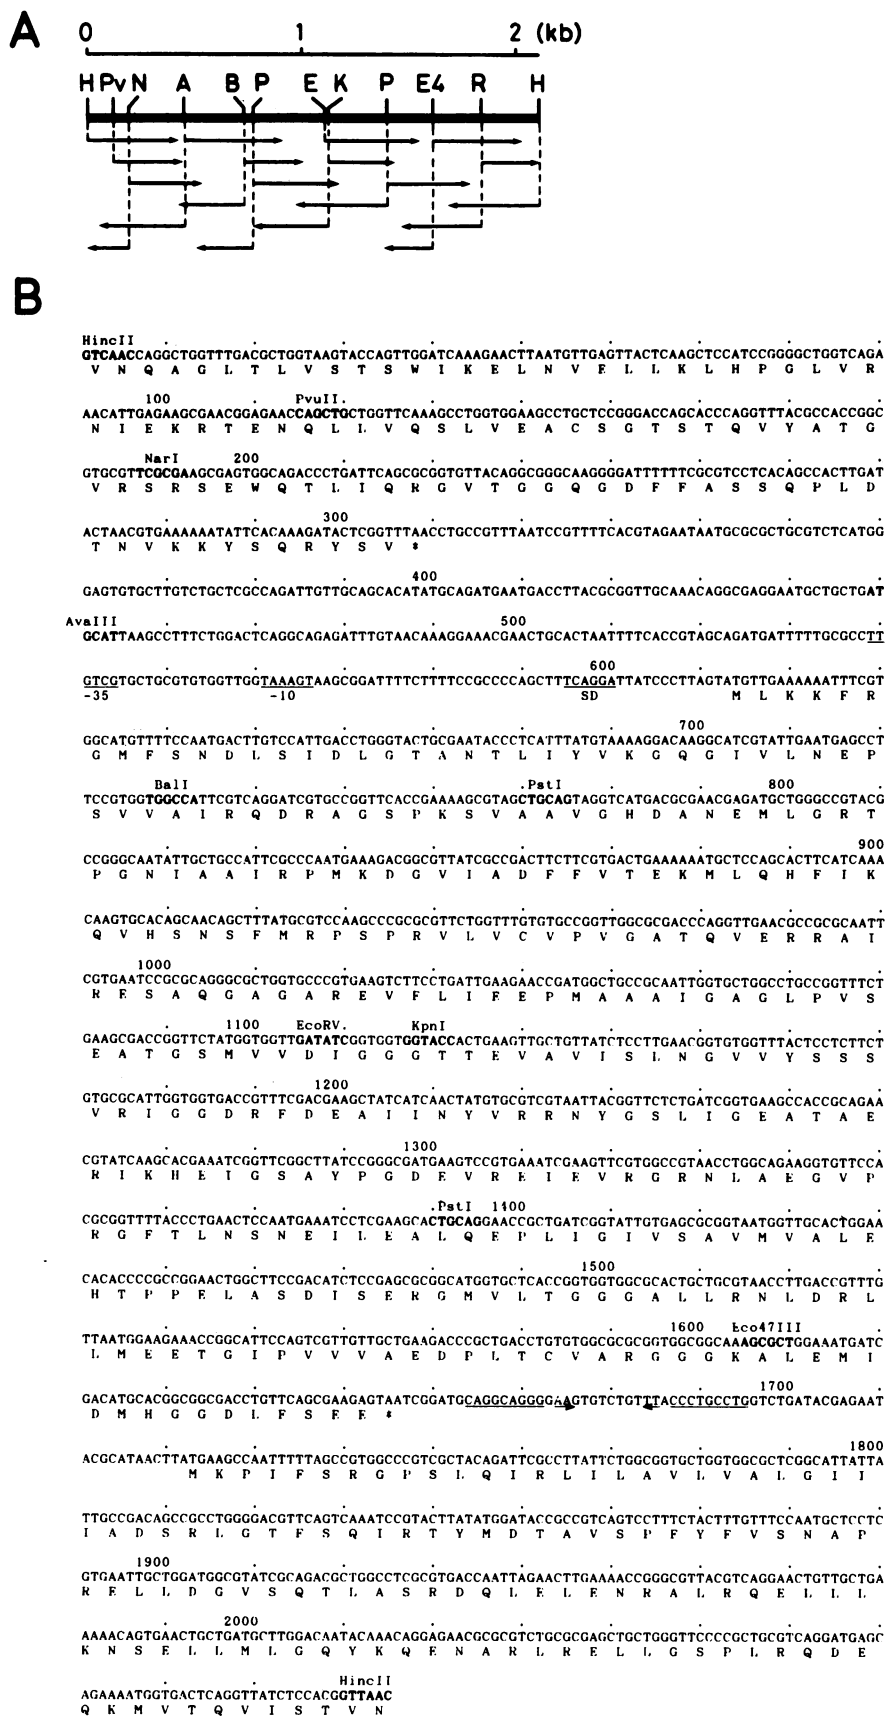 A
0 1 2 (kb)
H Pv N A B P E K P E4 R H
B
HincII
GTCAACCAGGCTGGTTTGACGCTGGTAAGTACCAGTTGGATCAAAGAACTTAATGTTGAGTTACTCAAGCTCCATCCGGGGCTGGTCAGA
V N Q A G L T L V S T S W I K E L N V E L L K L H P G L V R
100 PvuII
AACATTGAGAAGCGAACGGAGAACCAGCTGCTGGTTCAAAGCCTGGTGGAAGCCTGCTCCGGGACCAGCACCCAGGTTTACGCCACCGGC
N I E K R T E N Q L L V Q S L V E A C S G T S T Q V Y A T G
NarI 200
GTGCGTTCGCGAAGCGAGTGGCAGACCCTGATTCAGCGCGGTGTTACAGGCGGGCAAGGGGATTTTTTCGCGTCCTCACAGCCACTTGAT
V R S R S E W Q T L I Q R G V T G G Q G D F F A S S Q P L D
300
ACTAACGTGAAAAAATATTCACAAAGATACTCGGTTTAACCTGCCGTTTAATCCGTTTTCACGTAGAATAATGCGCGCTGCGTCTCATGG
T N V K K Y S Q R Y S V *
400
GAGTGTGCTTGTCTGCTCGCCAGATTGTTGCAGCACATATGCAGATGAATGACCTTACGCGGTTGCAAACAGGCGAGGAATGCTGCTGAT
AvaIII 500
GCATTAAGCCTTTCTGGACTCAGGCAGAGATTTGTAACAAAGGAAACGAACTGCACTAATTTTCACCGTAGCAGATGATTTTTGCGCCTT
600
GTCGTGCTGCGTGTGGTTGGTAAAGTAAGCGGATTTTCTTTTCCGCCCCAGCTTTCAGGATTATCCCTTAGTATGTTGAAAAAATTTCGT
-35 -10 SD M L K K F R
700
GGCATGTTTTCCAATGACTTGTCCATTGACCTGGGTACTGCGAATACCCTCATTTATGTAAAAGGACAAGGCATCGTATTGAATGAGCCT
G M F S N D L S I D L G T A N T L I Y V K G Q G I V L N E P
BalI PstI 800
TCCGTGGTGGCCATTCGTCAGGATCGTGCCGGTTCACCGAAAAGCGTAGCTGCAGTAGGTCATGACGCGAACGAGATGCTGGGCCGTACG
S V V A I R Q D R A G S P K S V A A V G H D A N E M L G R T
900
CCGGGCAATATTGCTGCCATTCGCCCAATGAAAGACGGCGTTATCGCCGACTTCTTCGTGACTGAAAAAATGCTCCAGCACTTCATCAAA
P G N I A A I R P M K D G V I A D F F V T E K M L Q H F I K
CAAGTGCACAGCAACAGCTTTATGCGTCCAAGCCCGCGCGTTCTGGTTTGTGTGCCGGTTGGCGCGACCCAGGTTGAACGCCGCGCAATT
Q V H S N S F M R P S P R V L V C V P V G A T Q V E R R A I
1000
CGTGAATCCGCGCAGGGCGCTGGTGCCCGTGAAGTCTTCCTGATTGAAGAACCGATGGCTGCCGCAATTGGTGCTGGCCTGCCGGTTTCT
R E S A Q G A G A R E V F L I E E P M A A A I G A G L P V S
1100 EcoRV KpnI
GAAGCGACCGGTTCTATGGTGGTTGATATCGGTGGTGGTACCACTGAAGTTGCTGTTATCTCCTTGAACGGTGTGGTTTACTCCTCTTCT
E A T G S M V V D I G G G T T E V A V I S L N G V V Y S S S
1200
GTGCGCATTGGTGGTGACCGTTTCGACGAAGCTATCATCAACTATGTGCGTCGTAATTACGGTTCTCTGATCGGTGAAGCCACCGCAGAA
V R I G G D R F D E A I I N Y V R R N Y G S L I G E A T A E
1300
CGTATCAAGCACGAAATCGGTTCGGCTTATCCGGGCGATGAAGTCCGTGAAATCGAAGTTCGTGGCCGTAACCTGGCAGAAGGTGTTCCA
R I K H E I G S A Y P G D E V R E I E V R G R N L A E G V P
PstI 1400
CGCGGTTTTACCCTGAACTCCAATGAAATCCTCGAAGCACTGCAGGAACCGCTGATCGGTATTGTGAGCGCGGTAATGGTTGCACTGGAA
R G F T L N S N E I L E A L Q E P L I G I V S A V M V A L E
1500
CACACCCCGCCGGAACTGGCTTCCGACATCTCCGAGCGCGGCATGGTGCTCACCGGTGGTGGCGCACTGCTGCGTAACCTTGACCGTTTG
H T P P E L A S D I S E R G M V L T G G G A L L R N L D R L
1600 Eco47III
TTAATGGAAGAAACCGGCATTCCAGTCGTTGTTGCTGAAGACCCGCTGACCTGTGTGGCGCGCGGTGGCGGCAAAGCGCTGGAAATGATC
L M E E T G I P V V V A E D P L T C V A R G G G K A L E M I
1700
GACATGCACGGCGGCGACCTGTTCAGCGAAGAGTAATCGGATGCAGGCAGGGGAAGTGTCTGTTTACCCTGCCTGGTCTGATACGAGAAT
D M H G G D L F S E E *
1800
ACGCATAACTTATGAAGCCAATTTTTAGCCGTGGCCCGTCGCTACAGATTCGCCTTATTCTGGCGGTGCTGGTGGCGCTCGGCATTATTA
M K P I F S R G P S L Q I R L I L A V L V A L G I I
TTGCCGACAGCCGCCTGGGGACGTTCAGTCAAATCCGTACTTATATGGATACCGCCGTCAGTCCTTTCTACTTTGTTTCCAATGCTCCTC
I A D S R L G T F S Q I R T Y M D T A V S P F Y F V S N A P
1900
GTGAATTGCTGGATGGCGTATCGCAGACGCTGGCCTCGCGTGACCAATTAGAACTTGAAAACCGGGCGTTACGTCAGGAACTGTTGCTGA
R E L L D G V S Q T L A S R D Q L E L E N R A L R Q E L L L
2000
AAAACAGTGAACTGCTGATGCTTGGACAATACAAACAGGAGAACGCGCGTCTGCGCGAGCTGCTGGGTTCCCCGCTGCGTCAGGATGAGC
K N S E L L M L G Q Y K Q E N A R L R E L L G S P L R Q D E
HincII
AGAAAATGGTGACTCAGGTTATCTCCACGGTTAAC
Q K M V T Q V I S T V N